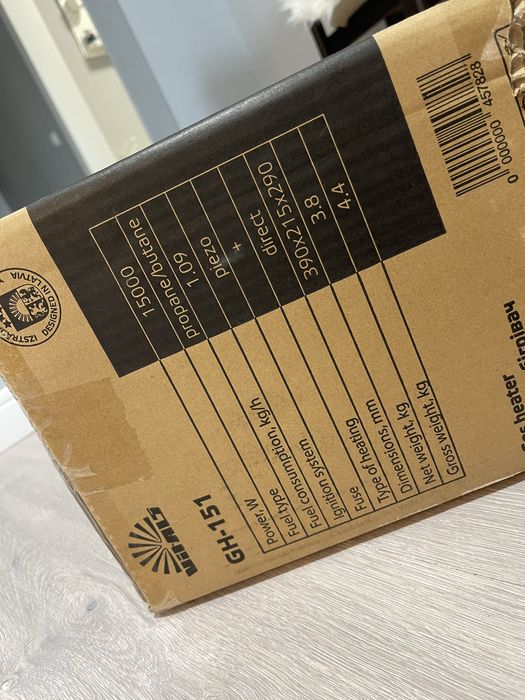 VITALS
GH-151
Power, W 15000
Fuel type propane/butane
Fuel consumption, kg/h 1.09
Ignition system piezo
Fuse +
Type of heating direct
Dimensions, mm 390x215x290
Net weight, kg 3.8
Gross weight, kg 4.4
DESIGNED IN LATVIA
0 000000 457828
heater